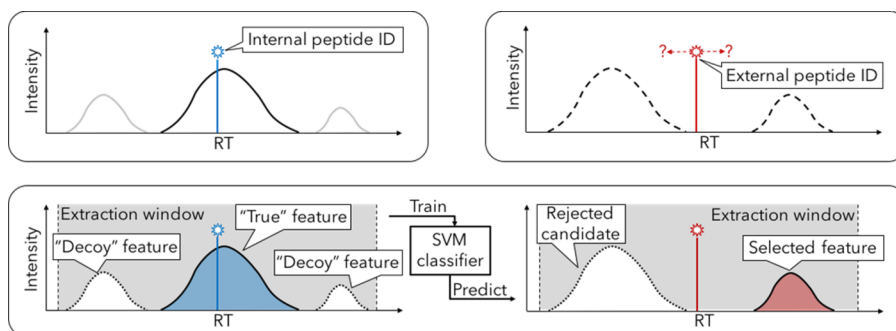 Intensity
Internal peptide ID
RT
Intensity
? ?
External peptide ID
RT
Intensity
Extraction window
"True" feature
"Decoy" feature
"Decoy" feature
RT
Train
SVM
classifier
Predict
Rejected
candidate
Extraction window
Selected feature
RT